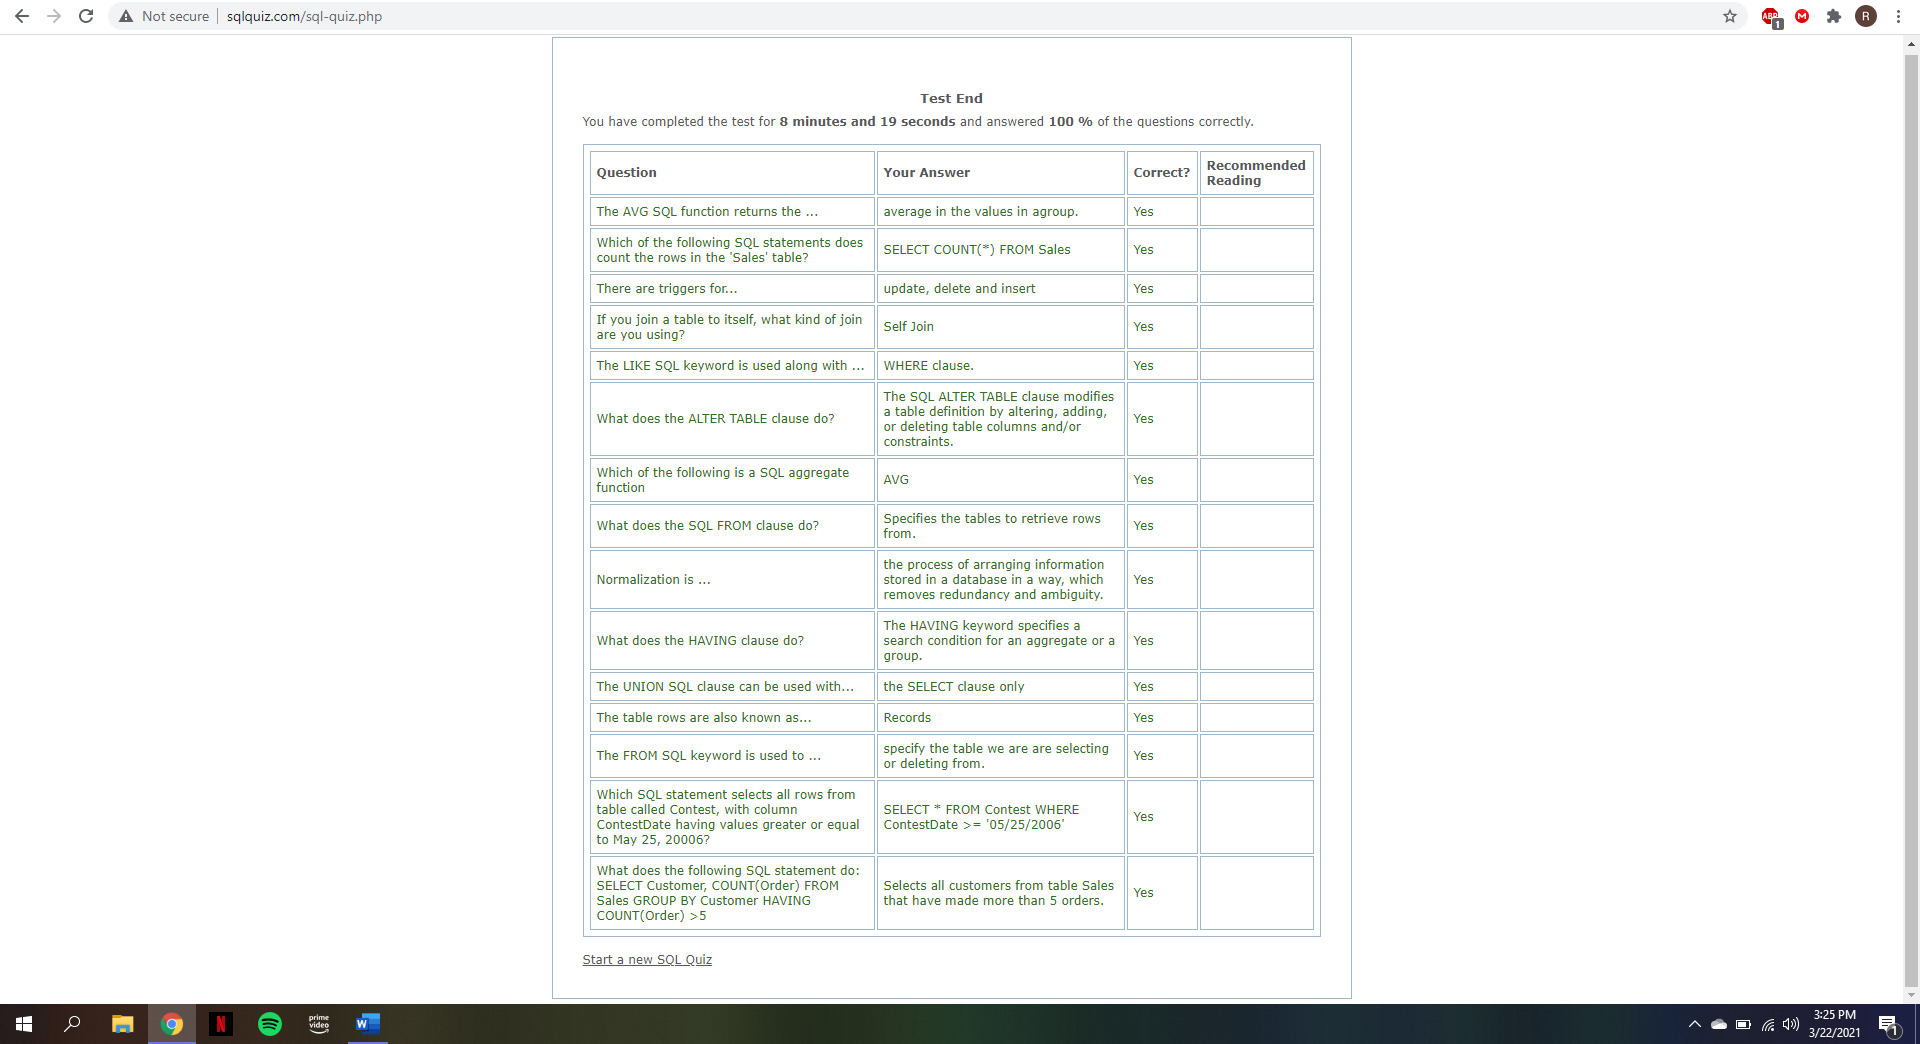 Not secure | sqlquiz.com/sql-quiz.php
ABP
1
M
R
Test End
You have completed the test for 8 minutes and 19 seconds and answered 100 % of the questions correctly.
Question
Your Answer
Correct?
Recommended
Reading
The AVG SQL function returns the ...
average in the values in agroup.
Yes
Which of the following SQL statements does
count the rows in the 'Sales' table?
SELECT COUNT(*) FROM Sales
Yes
There are triggers for...
update, delete and insert
Yes
If you join a table to itself, what kind of join
are you using?
Self Join
Yes
The LIKE SQL keyword is used along with ...
WHERE clause.
Yes
What does the ALTER TABLE clause do?
The SQL ALTER TABLE clause modifies
a table definition by altering, adding,
or deleting table columns and/or
constraints.
Yes
Which of the following is a SQL aggregate
function
AVG
Yes
What does the SQL FROM clause do?
Specifies the tables to retrieve rows
from.
Yes
Normalization is ...
the process of arranging information
stored in a database in a way, which
removes redundancy and ambiguity.
Yes
What does the HAVING clause do?
The HAVING keyword specifies a
search condition for an aggregate or a
group.
Yes
The UNION SQL clause can be used with...
the SELECT clause only
Yes
The table rows are also known as...
Records
Yes
The FROM SQL keyword is used to ...
specify the table we are are selecting
or deleting from.
Yes
Which SQL statement selects all rows from
table called Contest, with column
ContestDate having values greater or equal
to May 25, 20006?
SELECT * FROM Contest WHERE
ContestDate >= '05/25/2006'
Yes
What does the following SQL statement do:
SELECT Customer, COUNT(Order) FROM
Sales GROUP BY Customer HAVING
COUNT(Order) >5
Selects all customers from table Sales
that have made more than 5 orders.
Yes
Start a new SQL Quiz
N
prime
video
W
3:25 PM
3/22/2021
1